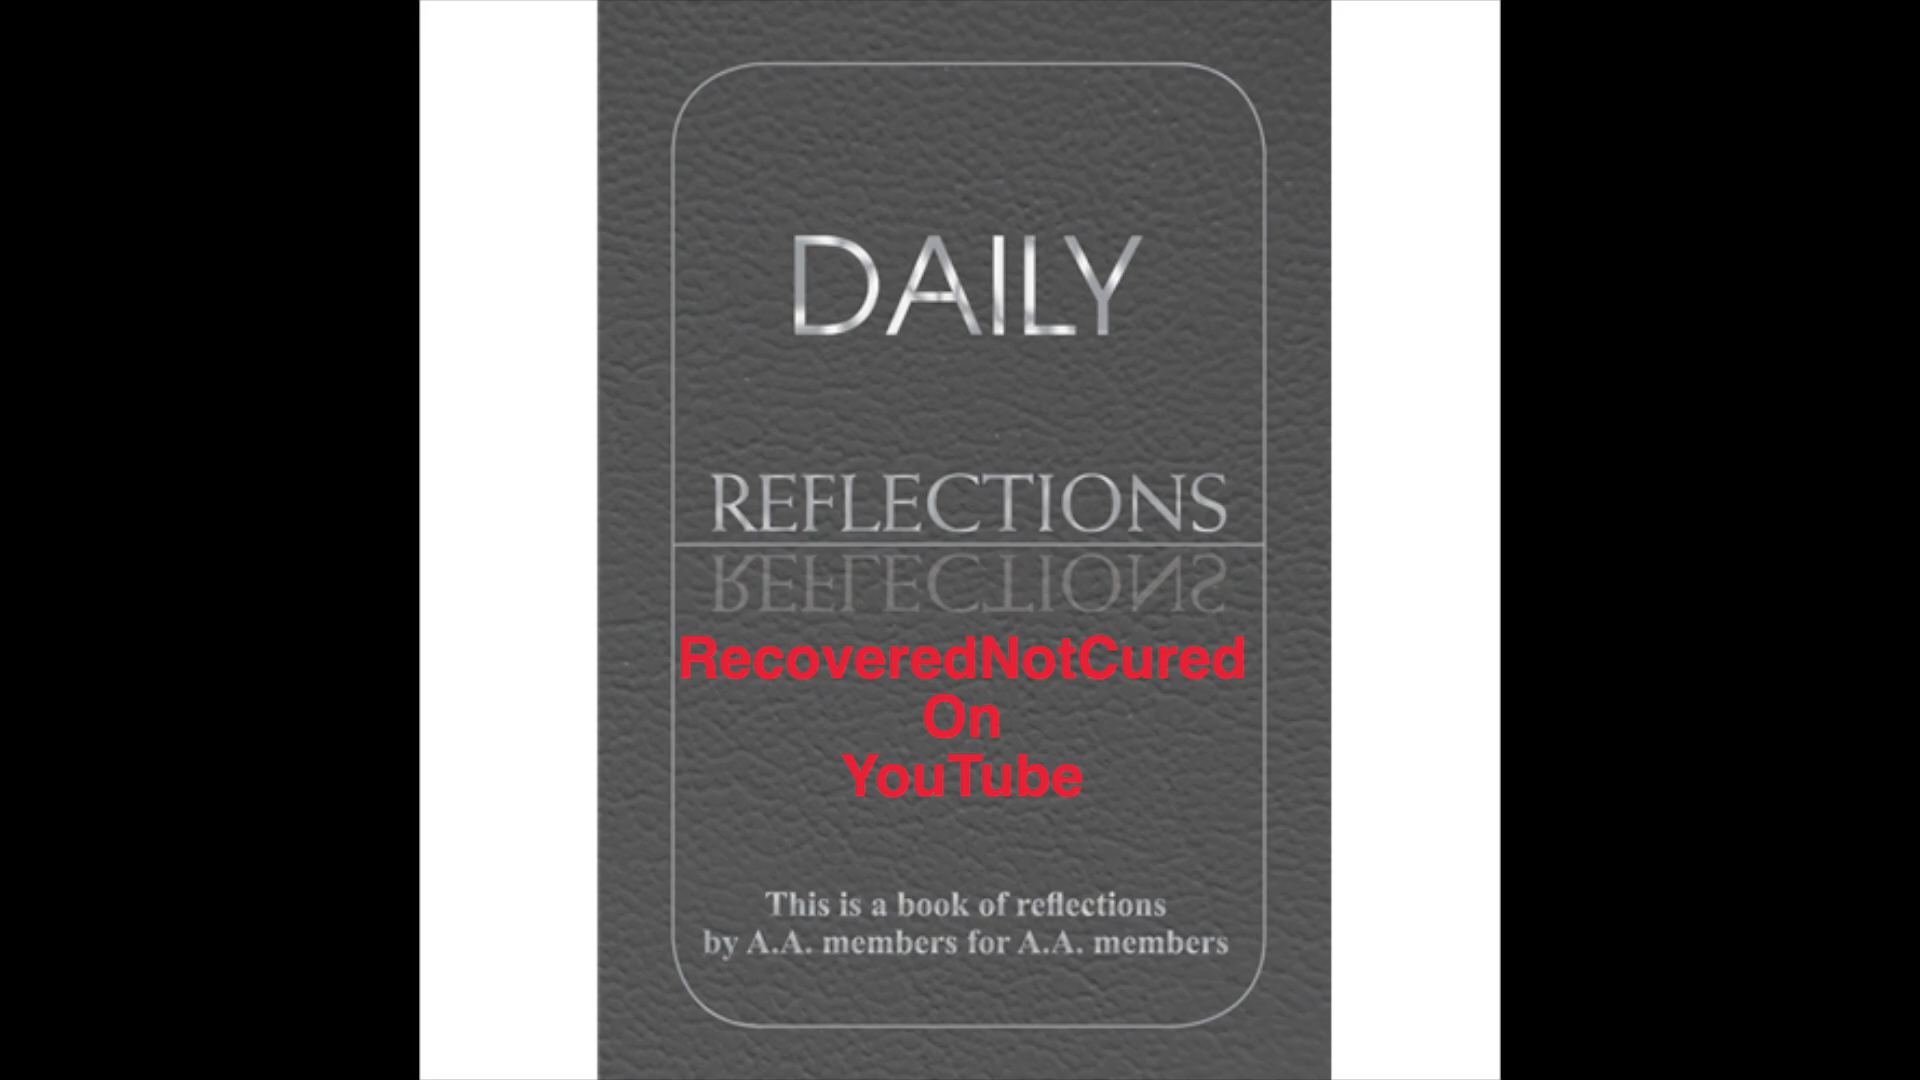 DAILY
REFLECTIONS
REFLECTIONS
RecoveredNotCured
On
YouTube
This is a book of reflections
by A.A. members for A.A. members